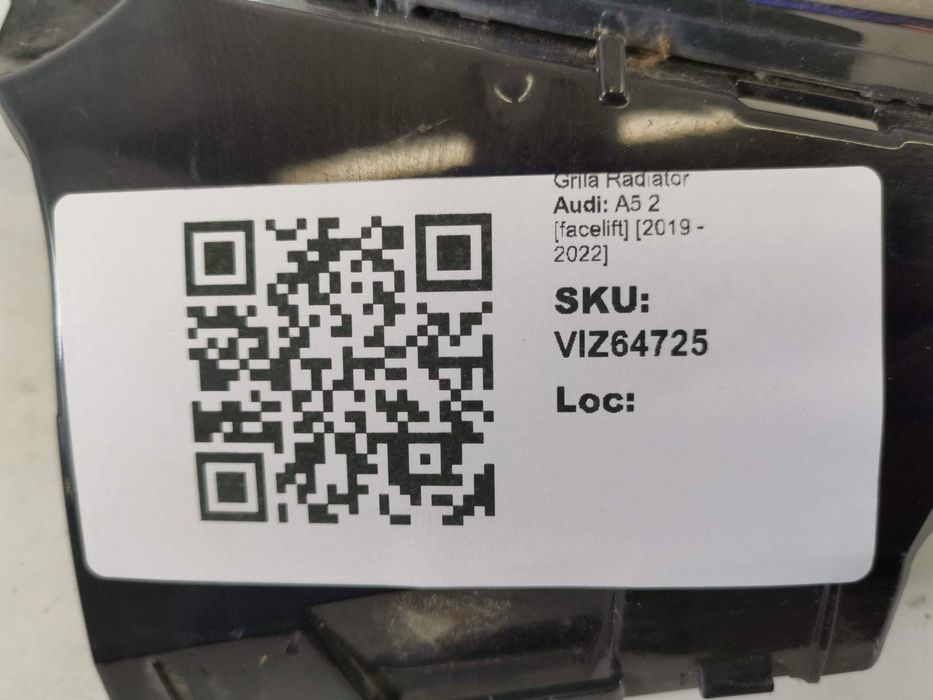 Grila Radiator
Audi: A5 2
[facelift] [2019 -
2022]
SKU:
VIZ64725
Loc: